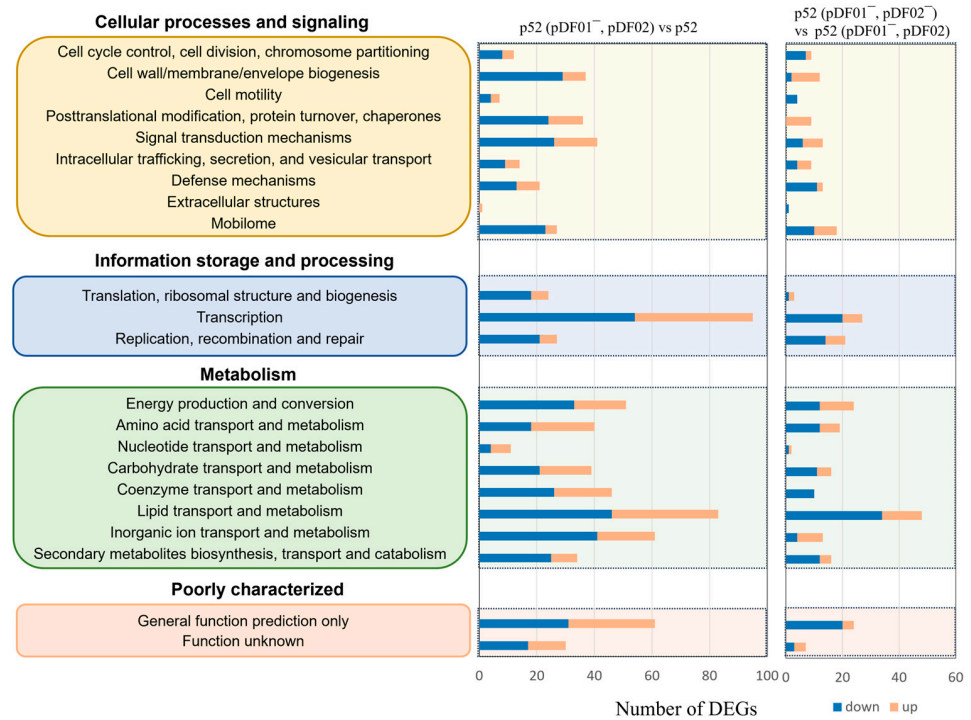 Cellular processes and signaling
p52 (pDF01⁻, pDF02) vs p52
p52 (pDF01⁻, pDF02⁻)
vs p52 (pDF01⁻, pDF02)
Cell cycle control, cell division, chromosome partitioning
Cell wall/membrane/envelope biogenesis
Cell motility
Posttranslational modification, protein turnover, chaperones
Signal transduction mechanisms
Intracellular trafficking, secretion, and vesicular transport
Defense mechanisms
Extracellular structures
Mobilome
Information storage and processing
Translation, ribosomal structure and biogenesis
Transcription
Replication, recombination and repair
Metabolism
Energy production and conversion
Amino acid transport and metabolism
Nucleotide transport and metabolism
Carbohydrate transport and metabolism
Coenzyme transport and metabolism
Lipid transport and metabolism
Inorganic ion transport and metabolism
Secondary metabolites biosynthesis, transport and catabolism
Poorly characterized
General function prediction only
Function unknown
0 20 40 60 80 100 0 20 40 60
Number of DEGs
down up